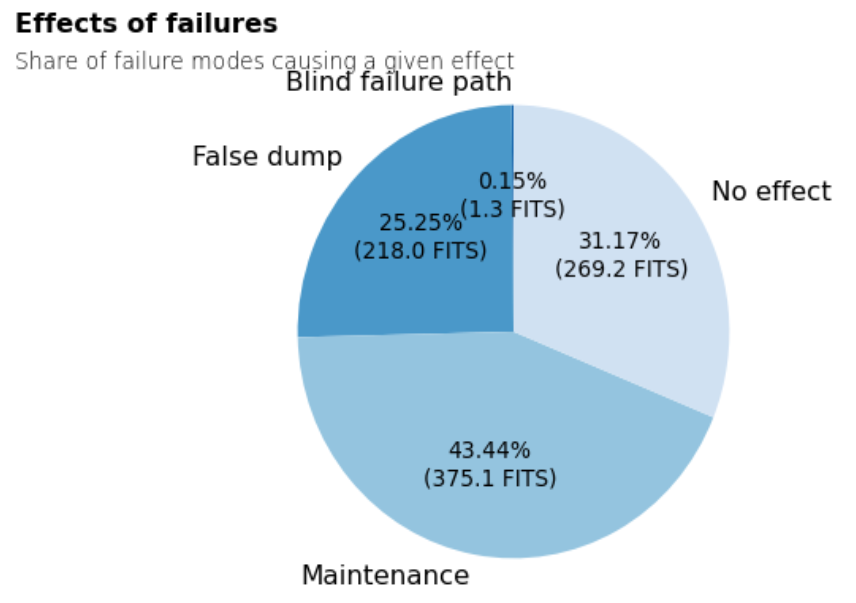 Effects of failures
Share of failure modes causing a given effect
Blind failure path
False dump
No effect
0.15%
(1.3 FITS)
25.25%
(218.0 FITS)
31.17%
(269.2 FITS)
43.44%
(375.1 FITS)
Maintenance